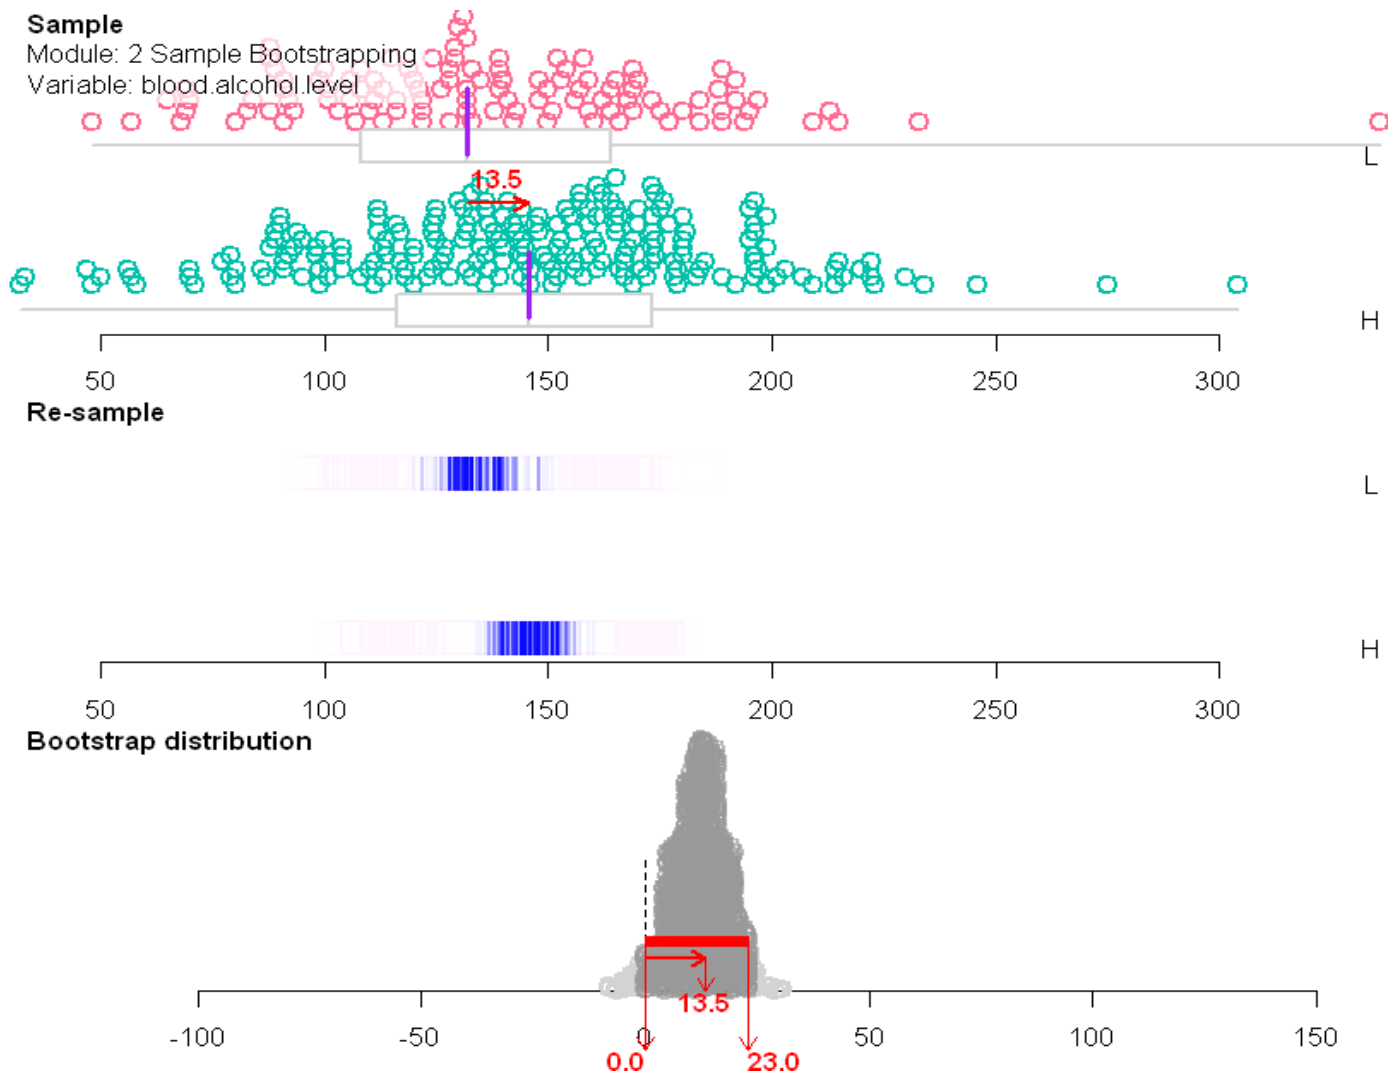 Sample
Module: 2 Sample Bootstrapping
Variable: blood.alcohol.level
L
13.5
H
50 100 150 200 250 300
Re-sample
L
H
50 100 150 200 250 300
Bootstrap distribution
13.5
-100 -50 0 50 100 150
0.0 23.0